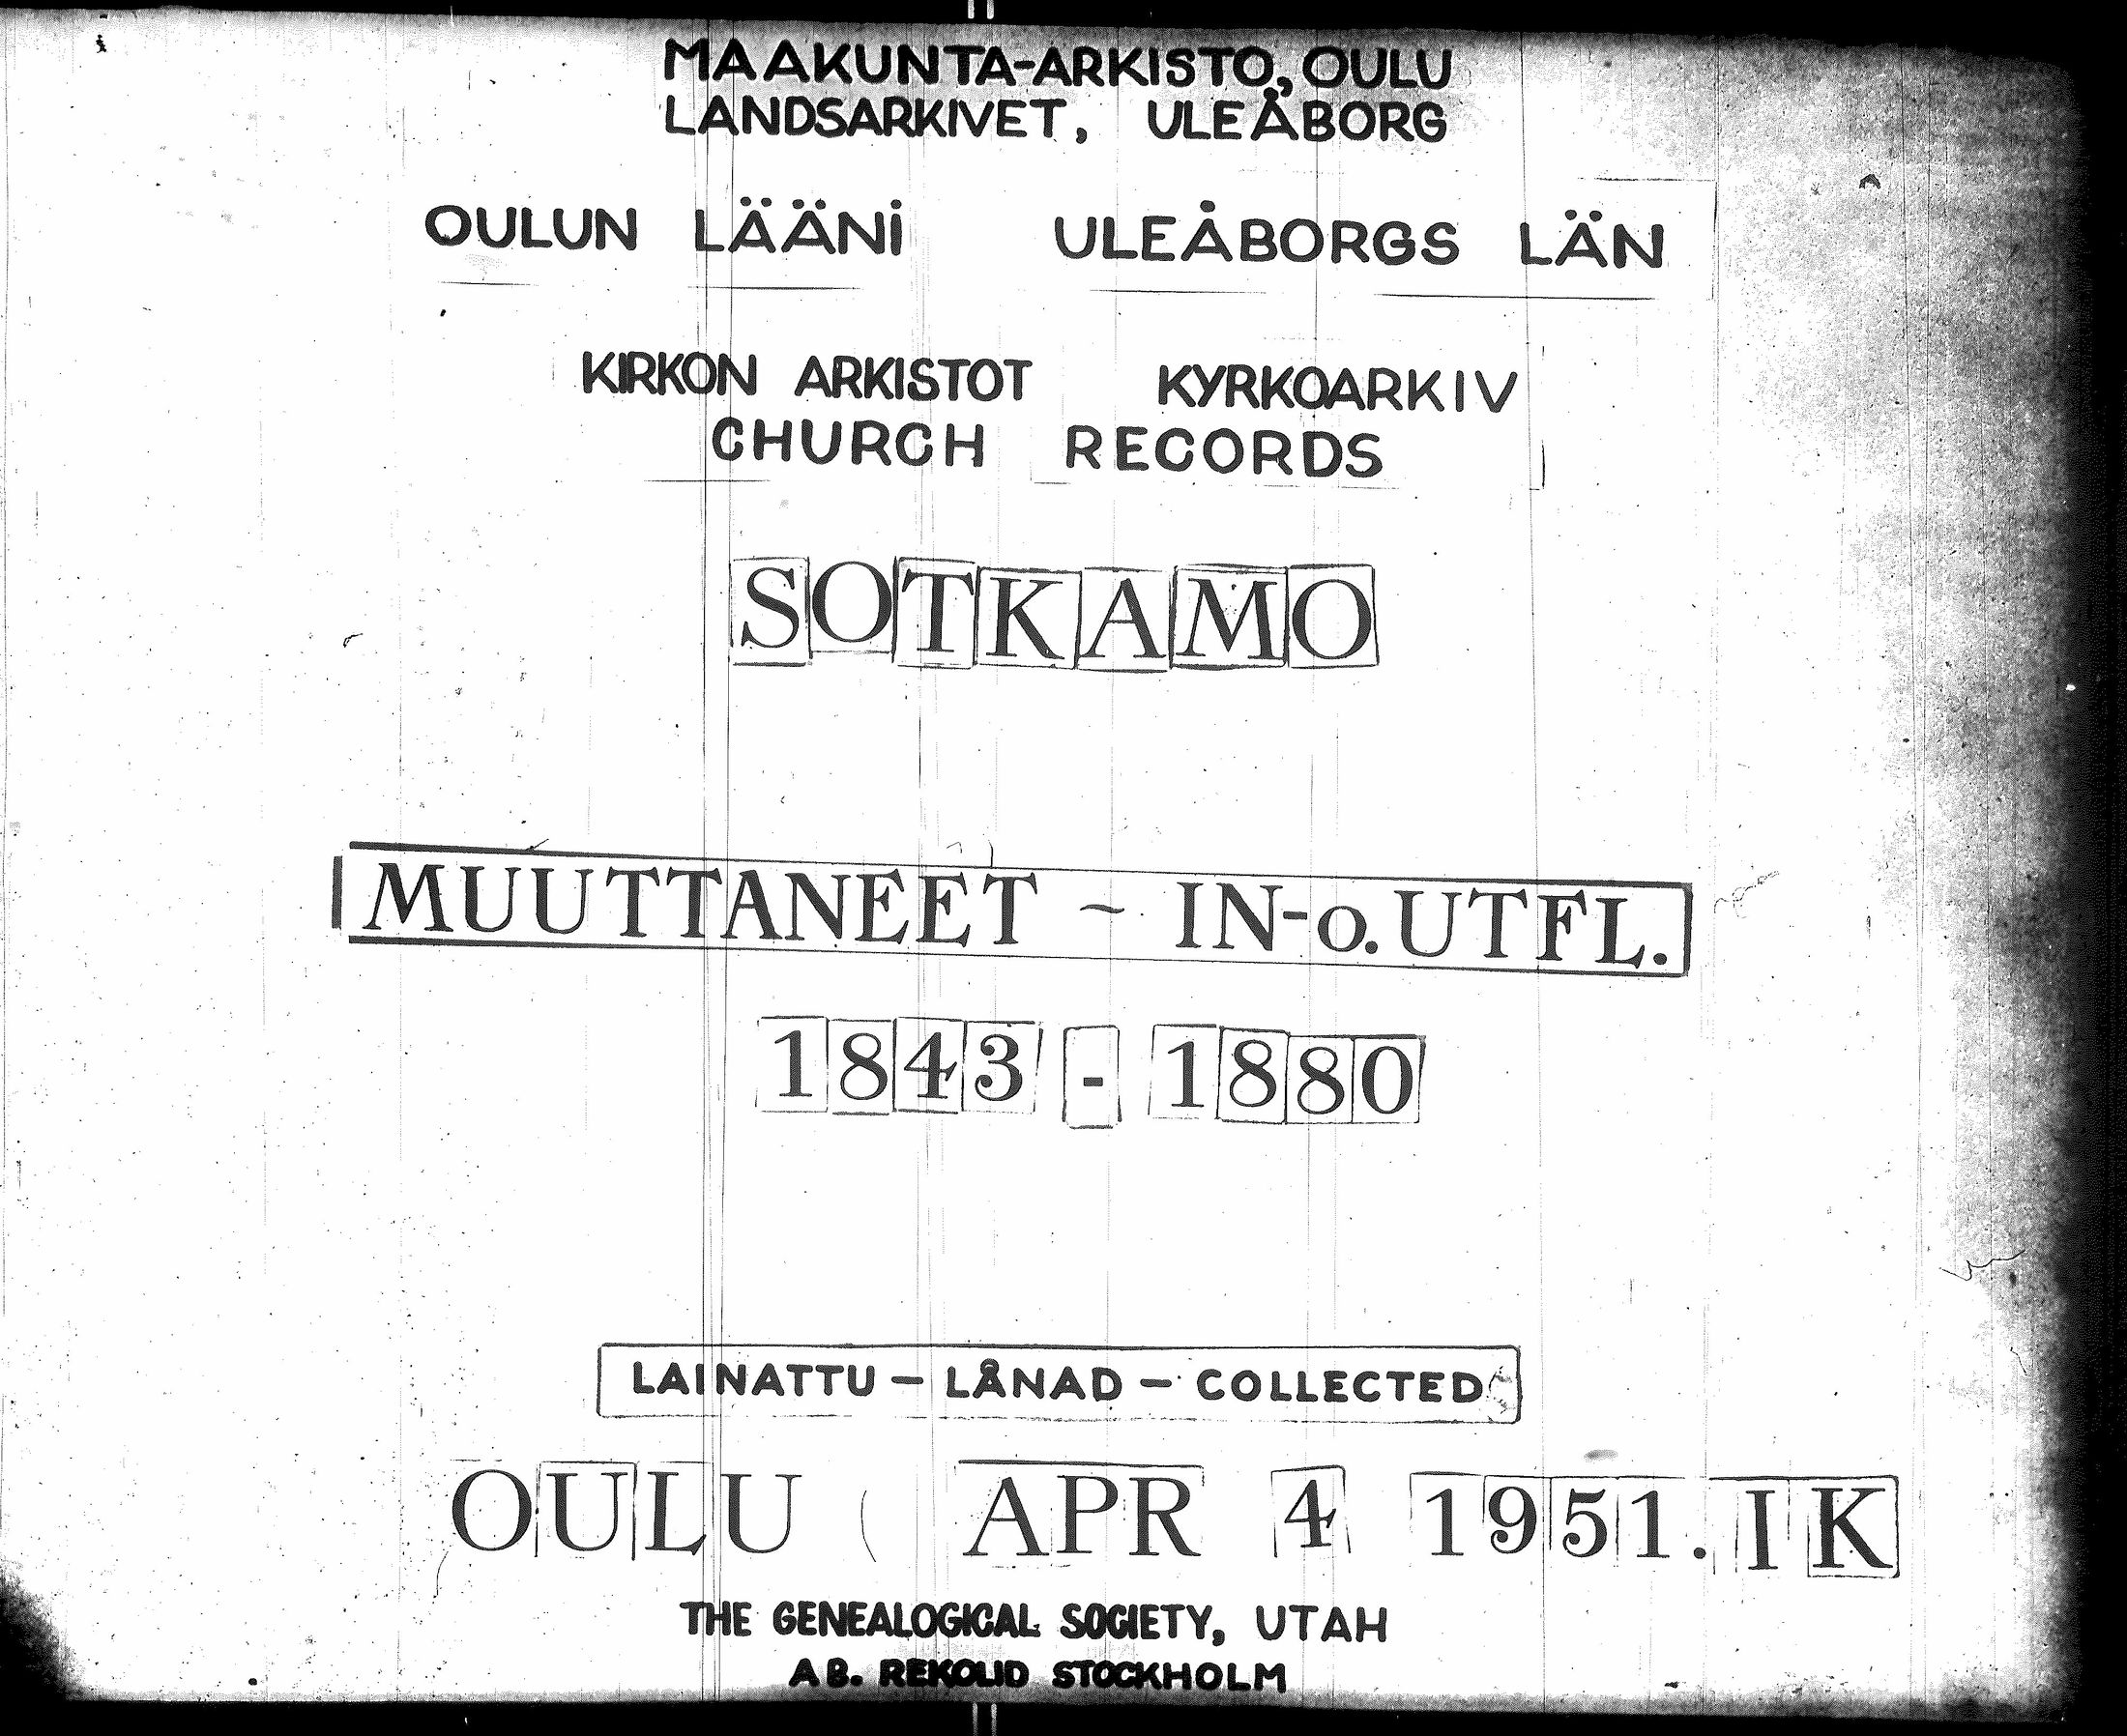 MAAKUNTA-ARKISTO, OULU
LANDSARKIVET, ULEÅBORG
OULUN LÄÄNI ULEÅBORGS LÄN
KIRKON ARKISTOT KYRKOARKIV
CHURCH RECORDS
SOTKAMO
MUUTTANEET ~ IN-o.UTFL.
1843 - 1880
LAINATTU – LÅNAD – COLLECTED
OULU APR 4 1951. IK
THE GENEALOGICAL SOCIETY, UTAH
AB. REKOLID STOCKHOLM